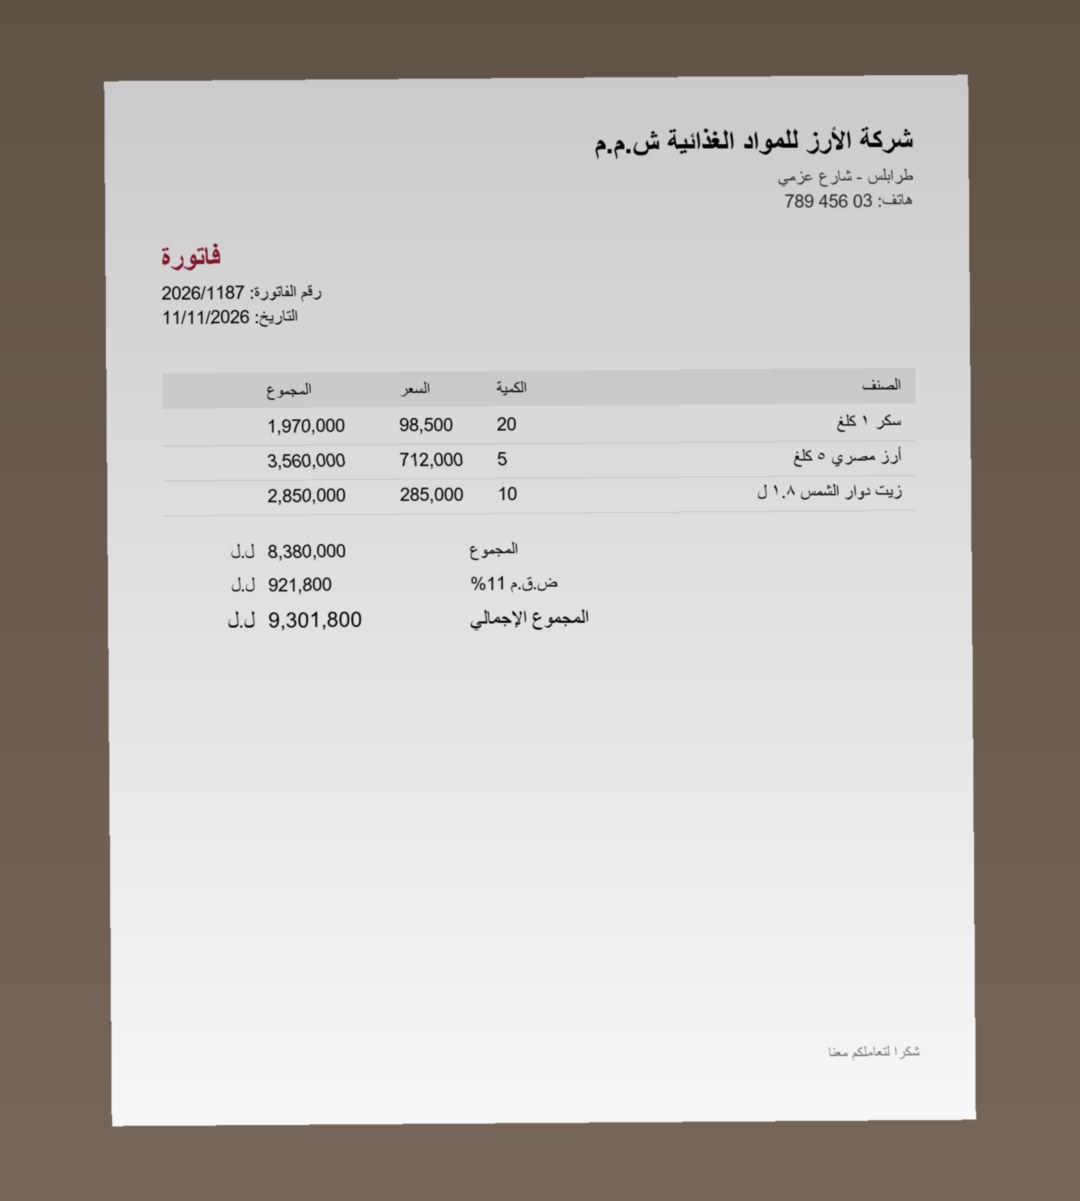 شركة الأرز للمواد الغذائية ش.م.م
طرابلس - شارع عزمي
هاتف: 03 456 789
فاتورة
رقم الفاتورة: 2026/1187
التاريخ: 11/11/2026
الصنف الكمية السعر المجموع
سكر ١ كلغ 20 98,500 1,970,000
أرز مصري ٥ كلغ 5 712,000 3,560,000
زيت دوار الشمس ١.٨ ل 10 285,000 2,850,000
المجموع 8,380,000 ل.ل
ض.ق.م 11% 921,800 ل.ل
المجموع الإجمالي 9,301,800 ل.ل
شكرا لتعاملكم معنا